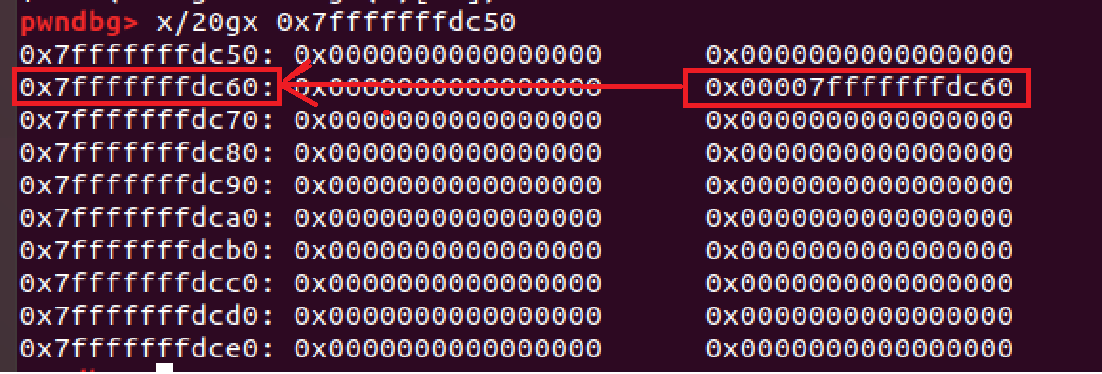 pwndbg> x/20gx 0x7fffffffdc50
0x7fffffffdc50: 0x0000000000000000 0x0000000000000000
0x7fffffffdc60: 0x0000000000000000 0x00007fffffffdc60
0x7fffffffdc70: 0x0000000000000000 0x0000000000000000
0x7fffffffdc80: 0x0000000000000000 0x0000000000000000
0x7fffffffdc90: 0x0000000000000000 0x0000000000000000
0x7fffffffdca0: 0x0000000000000000 0x0000000000000000
0x7fffffffdcb0: 0x0000000000000000 0x0000000000000000
0x7fffffffdcc0: 0x0000000000000000 0x0000000000000000
0x7fffffffdcd0: 0x0000000000000000 0x0000000000000000
0x7fffffffdce0: 0x0000000000000000 0x0000000000000000